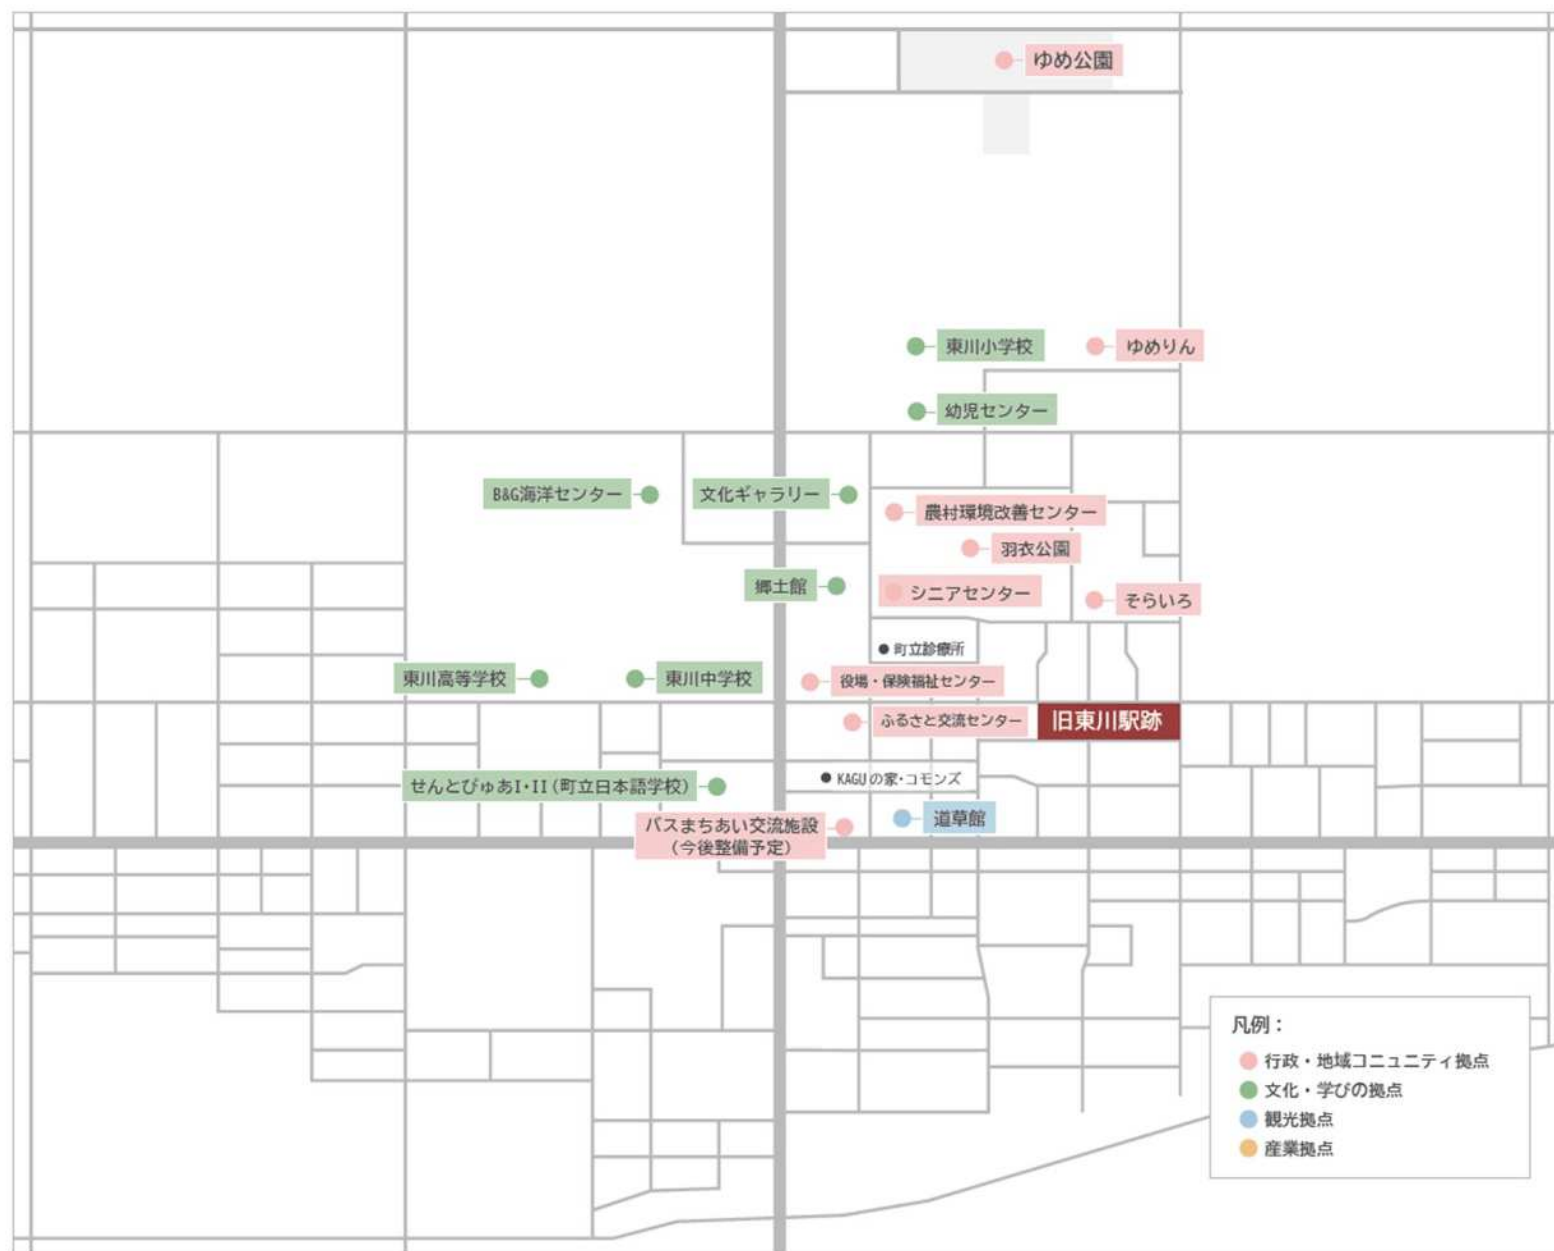 ゆめ公園
東川小学校
ゆめりん
幼児センター
B&G海洋センター
文化ギャラリー
農村環境改善センター
羽衣公園
郷土館
シニアセンター
そらいろ
町立診療所
東川高等学校
東川中学校
役場・保険福祉センター
ふるさと交流センター
旧東川駅跡
せんとぴゅあI・II(町立日本語学校)
KAGUの家・コモンズ
道草館
バスまちあい交流施設
(今後整備予定)
凡例:
行政・地域コニュニティ拠点
文化・学びの拠点
観光拠点
産業拠点